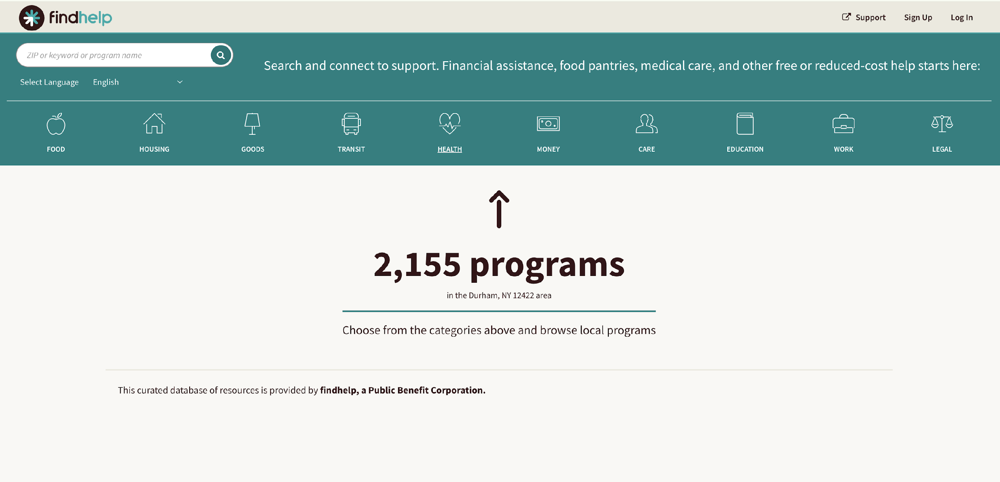 findhelp
Support
Sign Up
Log In
ZIP or keyword or program name
Search and connect to support. Financial assistance, food pantries, medical care, and other free or reduced-cost help starts here:
Select Language
English
FOOD
HOUSING
GOODS
TRANSIT
HEALTH
MONEY
CARE
EDUCATION
WORK
LEGAL
2,155 programs
in the Durham, NY 12422 area
Choose from the categories above and browse local programs
This curated database of resources is provided by findhelp, a Public Benefit Corporation.